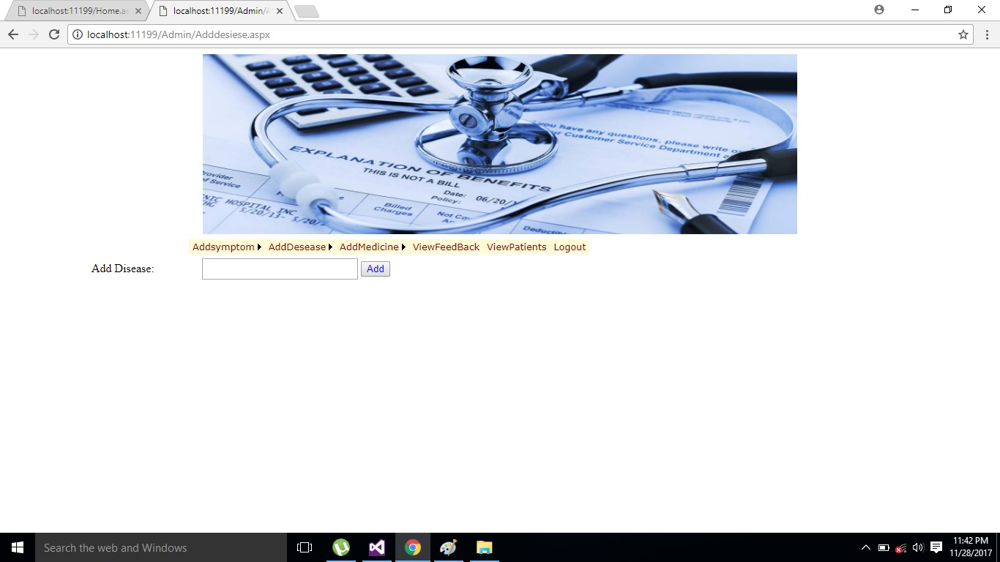 localhost:11199/Home.as
localhost:11199/Admin/A
localhost:11199/Admin/Adddesiese.aspx
you have any questions, please write
ur Customer Service Department a
EXPLANATION OF BENEFITS
THIS IS NOT A BILL
Date: 06/20/1
Policy:
rovider
of Service
Billed
Charges
Not Co
Deductib
NIC HOSPITAL INC
5/20/13- 5/20/
Addsymptom AddDesease AddMedicine ViewFeedBack ViewPatients Logout
Add Disease: Add
Search the web and Windows
11:42 PM
11/28/2017